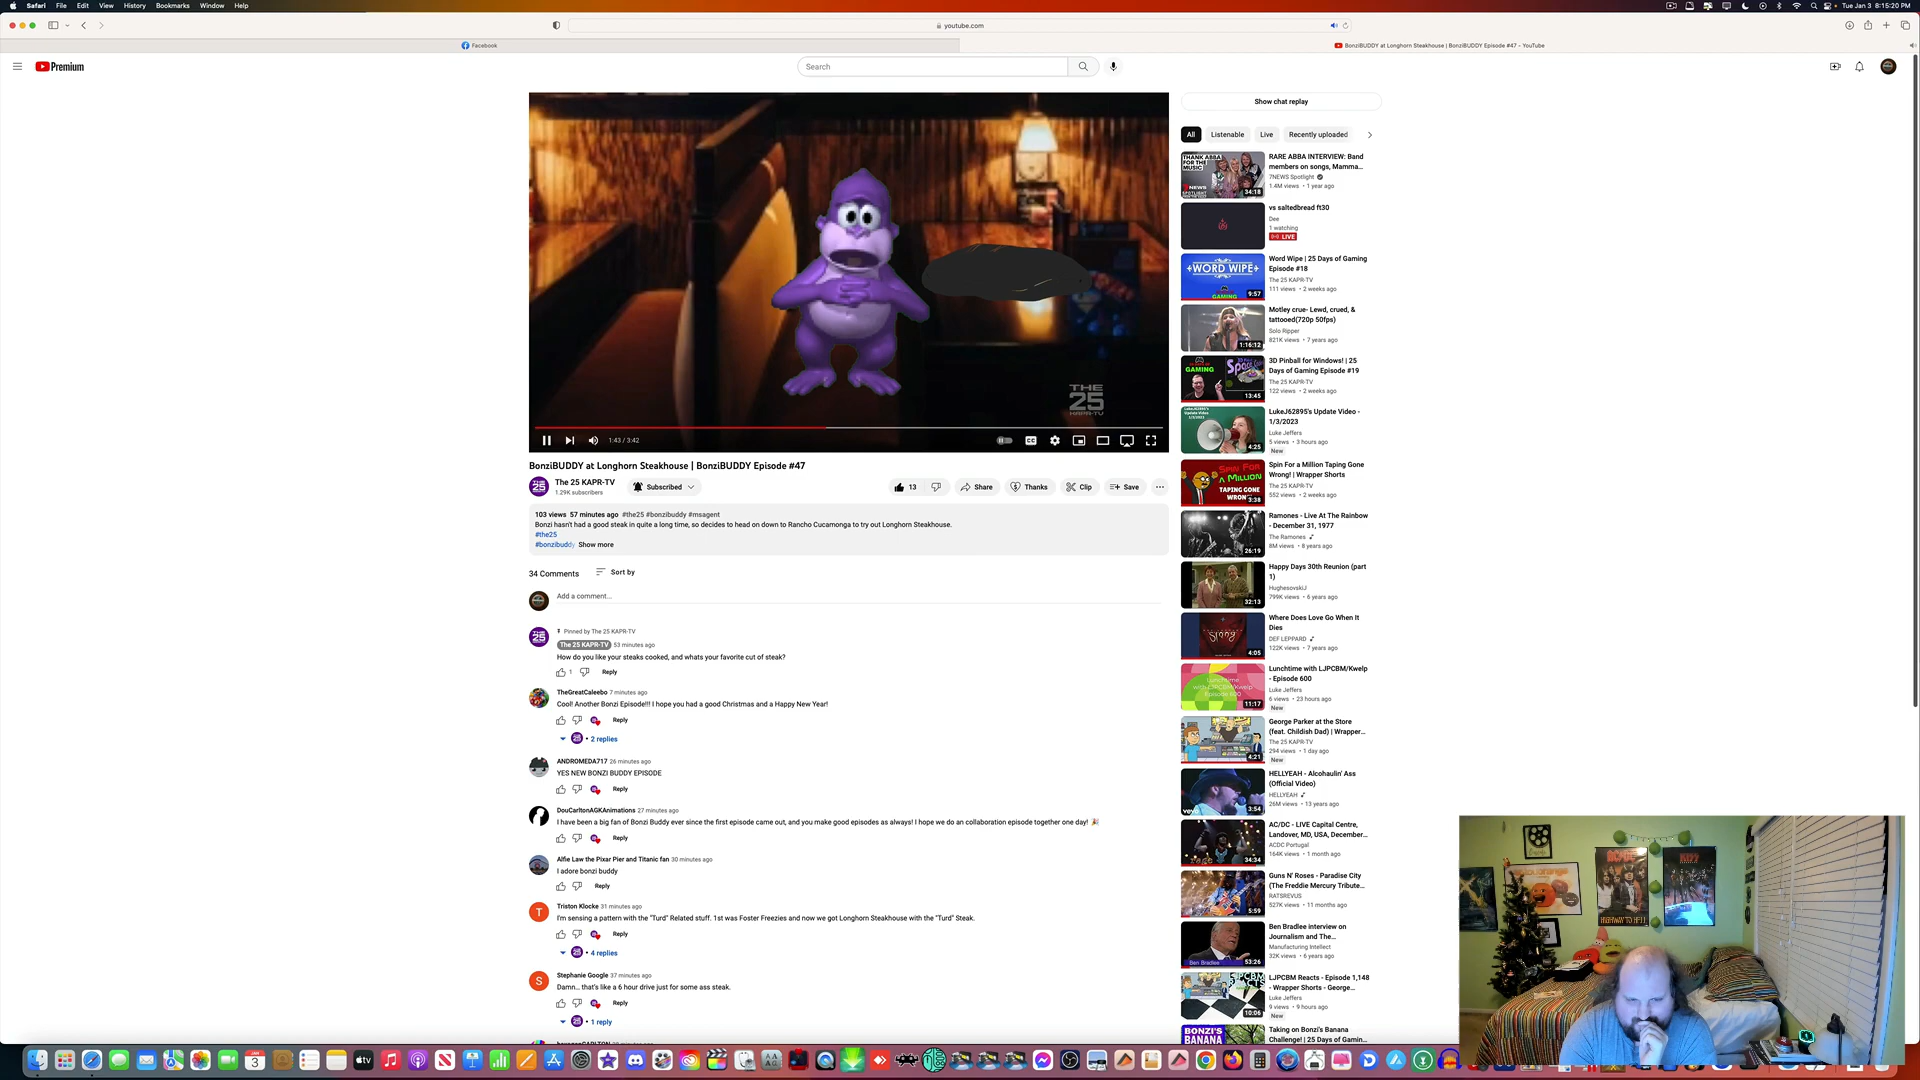 Safari File Edit View History Bookmarks Window Help
Tue Jan 3 8:15:20 PM
youtube.com
Facebook
BonziBUDDY at Longhorn Steakhouse | BonziBUDDY Episode #47 - YouTube
Premium
Search
THE
25
KAPR-TV
1:43 / 3:42
BonziBUDDY at Longhorn Steakhouse | BonziBUDDY Episode #47
The 25 KAPR-TV
1.29K subscribers
Subscribed
13
Share
Thanks
Clip
Save
103 views 57 minutes ago #the25 #bonzibuddy #msagent
Bonzi hasn't had a good steak in quite a long time, so decides to head on down to Rancho Cucamonga to try out Longhorn Steakhouse.
#the25
#bonzibuddy Show more
34 Comments
Sort by
Add a comment...
Pinned by The 25 KAPR-TV
The 25 KAPR-TV 53 minutes ago
How do you like your steaks cooked, and whats your favorite cut of steak?
1 Reply
TheGreatCaleebo 7 minutes ago
Cool! Another Bonzi Episode!!! I hope you had a good Christmas and a Happy New Year!
Reply
2 replies
ANDROMEDA717 26 minutes ago
YES NEW BONZI BUDDY EPISODE
Reply
DouCarltonAGKAnimations 27 minutes ago
I have been a big fan of Bonzi Buddy ever since the first episode came out, and you make good episodes as always! I hope we do an collaboration episode together one day! 🎉
Reply
Alfie Law the Pixar Pier and Titanic fan 30 minutes ago
I adore bonzi buddy
Reply
Triston Klocke 31 minutes ago
I'm sensing a pattern with the "Turd" Related stuff. 1st was Foster Freezies and now we got Longhorn Steakhouse with the "Turd" Steak.
Reply
4 replies
Stephanie Google 37 minutes ago
Damn... that's like a 6 hour drive just for some ass steak.
Reply
1 reply
Show chat replay
All Listenable Live Recently uploaded
THANK ABBA
FOR THE
MUSIC
7NEWS
SPOTLIGHT
34:18
RARE ABBA INTERVIEW: Band
members on songs, Mamma...
7NEWS Spotlight
1.4M views • 1 year ago
vs saltedbread ft30
Dee
1 watching
LIVE
WORD WIPE
GAMING
9:57
Word Wipe | 25 Days of Gaming
Episode #18
The 25 KAPR-TV
111 views • 2 weeks ago
1:16:12
Motley crue- Lewd, crued, &
tattooed(720p 50fps)
Solo Ripper
821K views • 7 years ago
GAMING
13:45
3D Pinball for Windows! | 25
Days of Gaming Episode #19
The 25 KAPR-TV
122 views • 2 weeks ago
4:25
LukeJ62895's Update Video -
1/3/2023
Luke Jeffers
5 views • 3 hours ago
New
SPIN FOR
A MILLION
TAPING GONE
WRONG
3:38
Spin For a Million Taping Gone
Wrong! | Wrapper Shorts
The 25 KAPR-TV
552 views • 2 weeks ago
26:19
Ramones - Live At The Rainbow
- December 31, 1977
The Ramones
8M views • 8 years ago
32:13
Happy Days 30th Reunion (part
1)
HughesovskiJ
799K views • 6 years ago
4:05
Where Does Love Go When It
Dies
DEF LEPPARD
122K views • 7 years ago
Lunchtime
with LJPCBM/Kwelp
Episode 600
11:17
Lunchtime with LJPCBM/Kwelp
- Episode 600
Luke Jeffers
6 views • 23 hours ago
New
4:21
George Parker at the Store
(feat. Childish Dad) | Wrapper...
The 25 KAPR-TV
294 views • 1 day ago
New
vevo
3:54
HELLYEAH - Alcohaulin' Ass
(Official Video)
HELLYEAH
26M views • 13 years ago
34:34
AC/DC - LIVE Capital Centre,
Landover, MD, USA, December...
ACDC Portugal
164K views • 1 month ago
5:59
Guns N' Roses - Paradise City
(The Freddie Mercury Tribute...
RATSREVUS
527K views • 11 months ago
Ben Bradlee
53:26
Ben Bradlee interview on
Journalism and The...
Manufacturing Intellect
32K views • 6 years ago
10:06
LJPCBM Reacts - Episode 1,148
- Wrapper Shorts - George...
Luke Jeffers
9 views • 9 hours ago
New
BONZI'S
BANANA
Taking on Bonzi's Banana
Challenge! | 25 Days of Gamin...